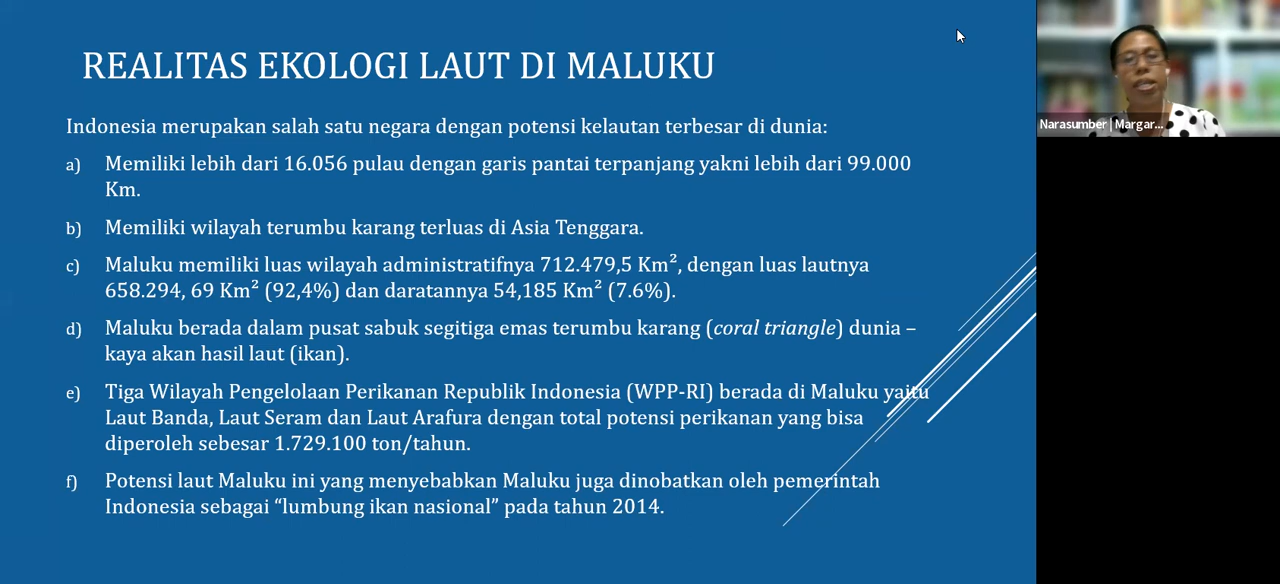 REALITAS EKOLOGI LAUT DI MALUKU
Indonesia merupakan salah satu negara dengan potensi kelautan terbesar di dunia:
a) Memiliki lebih dari 16.056 pulau dengan garis pantai terpanjang yakni lebih dari 99.000
Km.
b) Memiliki wilayah terumbu karang terluas di Asia Tenggara.
c) Maluku memiliki luas wilayah administratifnya 712.479,5 Km², dengan luas lautnya
658.294, 69 Km² (92,4%) dan daratannya 54,185 Km² (7.6%).
d) Maluku berada dalam pusat sabuk segitiga emas terumbu karang (coral triangle) dunia –
kaya akan hasil laut (ikan).
e) Tiga Wilayah Pengelolaan Perikanan Republik Indonesia (WPP-RI) berada di Maluku yaitu
Laut Banda, Laut Seram dan Laut Arafura dengan total potensi perikanan yang bisa
diperoleh sebesar 1.729.100 ton/tahun.
f) Potensi laut Maluku ini yang menyebabkan Maluku juga dinobatkan oleh pemerintah
Indonesia sebagai “lumbung ikan nasional” pada tahun 2014.
Narasumber | Margar...